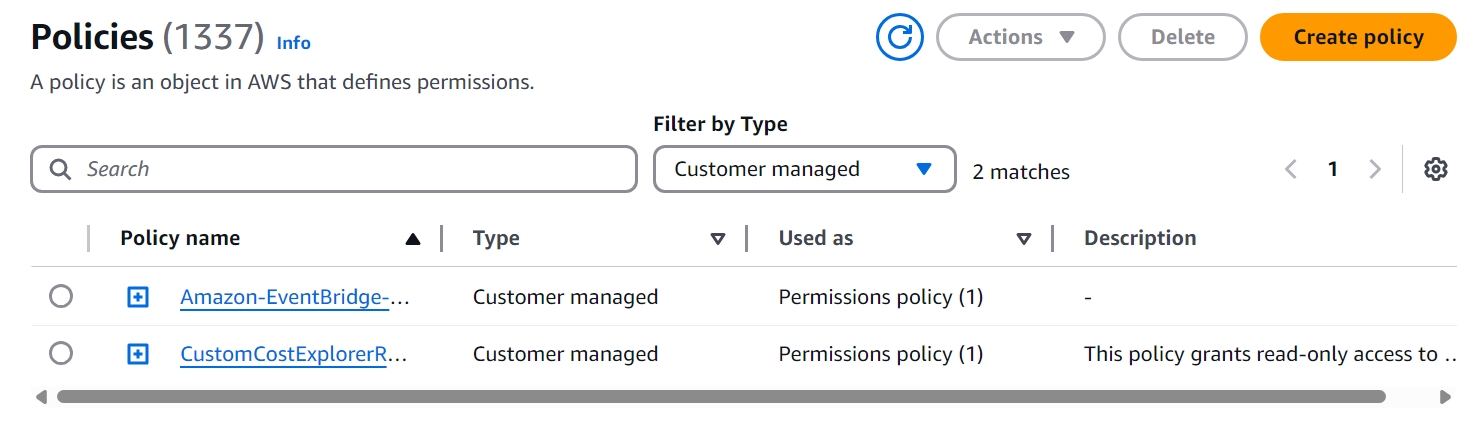 Policies (1337) Info
Actions Delete Create policy
A policy is an object in AWS that defines permissions.
Filter by Type
Search Customer managed 2 matches 1
Policy name Type Used as Description
Amazon-EventBridge-... Customer managed Permissions policy (1) -
CustomCostExplorerR... Customer managed Permissions policy (1) This policy grants read-only access to ..